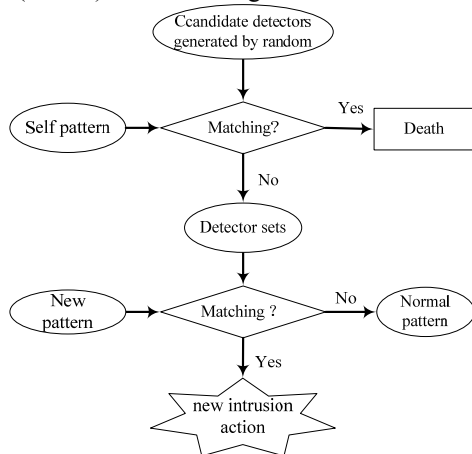 Ccandidate detectors
generated by random
Self pattern
Matching?
Yes
Death
No
Detector sets
New
pattern
Matching ?
No
Normal
pattern
Yes
new intrusion
action